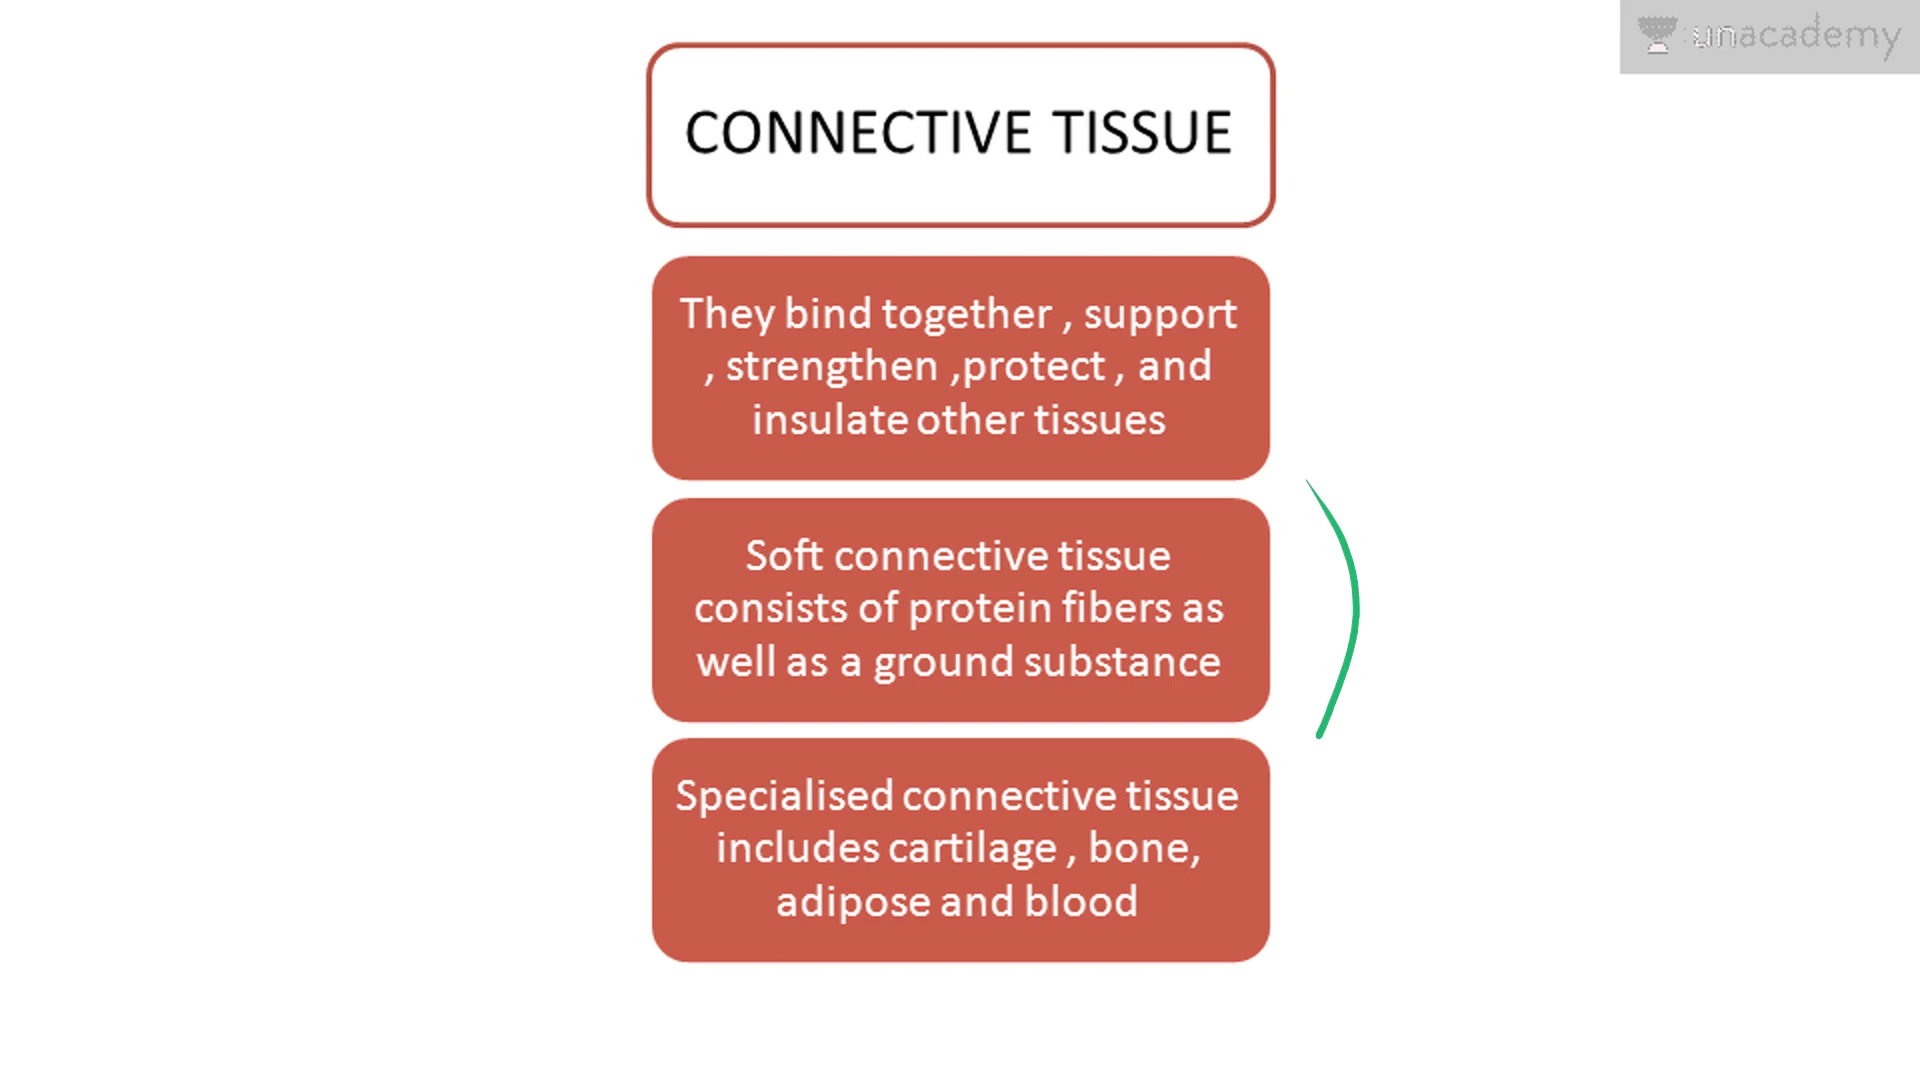 unacademy
CONNECTIVE TISSUE
They bind together , support
, strengthen ,protect , and
insulate other tissues
Soft connective tissue
consists of protein fibers as
well as a ground substance
Specialised connective tissue
includes cartilage , bone,
adipose and blood